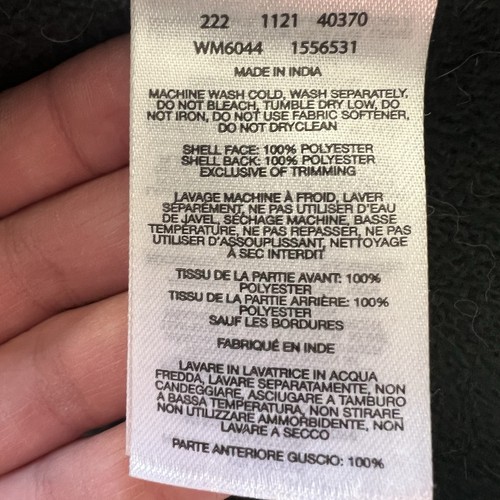 222 1121 40370
WM6044 1556531
MADE IN INDIA
MACHINE WASH COLD, WASH SEPARATELY,
DO NOT BLEACH, TUMBLE DRY LOW, DO
NOT IRON, DO NOT USE FABRIC SOFTENER,
DO NOT DRYCLEAN
SHELL FACE: 100% POLYESTER
SHELL BACK: 100% POLYESTER
EXCLUSIVE OF TRIMMING
LAVAGE MACHINE À FROID, LAVER
SÉPARÉMENT, NE PAS UTILISER D'EAU
DE JAVEL, SÉCHAGE MACHINE, BASSE
TEMPÉRATURE, NE PAS REPASSER, NE PAS
UTILISER D'ASSOUPLISSANT, NETTOYAGE
À SEC INTERDIT
TISSU DE LA PARTIE AVANT: 100%
POLYESTER
TISSU DE LA PARTIE ARRIÈRE: 100%
POLYESTER
SAUF LES BORDURES
FABRIQUÉ EN INDE
LAVARE IN LAVATRICE IN ACQUA
FREDDA, LAVARE SEPARATAMENTE, NON
CANDEGGIARE, ASCIUGARE A TAMBURO
A BASSA TEMPERATURA, NON STIRARE,
NON UTILIZZARE AMMORBIDENTE, NON
LAVARE A SECCO
PARTE ANTERIORE GUSCIO: 100%